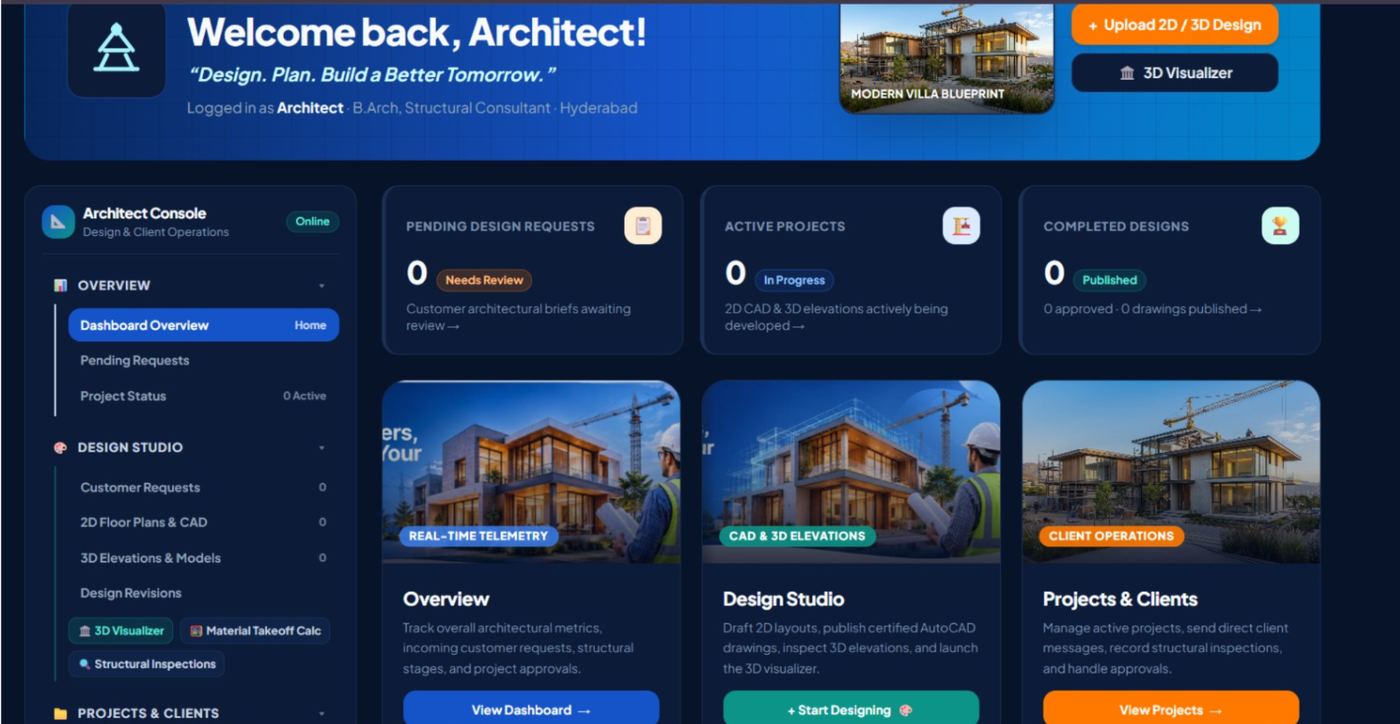 Welcome back, Architect!
“Design. Plan. Build a Better Tomorrow.”
Logged in as Architect · B.Arch, Structural Consultant · Hyderabad
MODERN VILLA BLUEPRINT
+ Upload 2D / 3D Design
3D Visualizer
Architect Console
Design & Client Operations
Online
OVERVIEW
Dashboard Overview Home
Pending Requests
Project Status 0 Active
DESIGN STUDIO
Customer Requests 0
2D Floor Plans & CAD 0
3D Elevations & Models 0
Design Revisions
3D Visualizer Material Takeoff Calc
Structural Inspections
PROJECTS & CLIENTS
PENDING DESIGN REQUESTS
0 Needs Review
Customer architectural briefs awaiting
review →
ACTIVE PROJECTS
0 In Progress
2D CAD & 3D elevations actively being
developed →
COMPLETED DESIGNS
0 Published
0 approved · 0 drawings published →
ers,
Your
REAL-TIME TELEMETRY
Overview
Track overall architectural metrics,
incoming customer requests, structural
stages, and project approvals.
View Dashboard →
CAD & 3D ELEVATIONS
Design Studio
Draft 2D layouts, publish certified AutoCAD
drawings, inspect 3D elevations, and launch
the 3D visualizer.
+ Start Designing
CLIENT OPERATIONS
Projects & Clients
Manage active projects, send direct client
messages, record structural inspections,
and handle approvals.
View Projects →